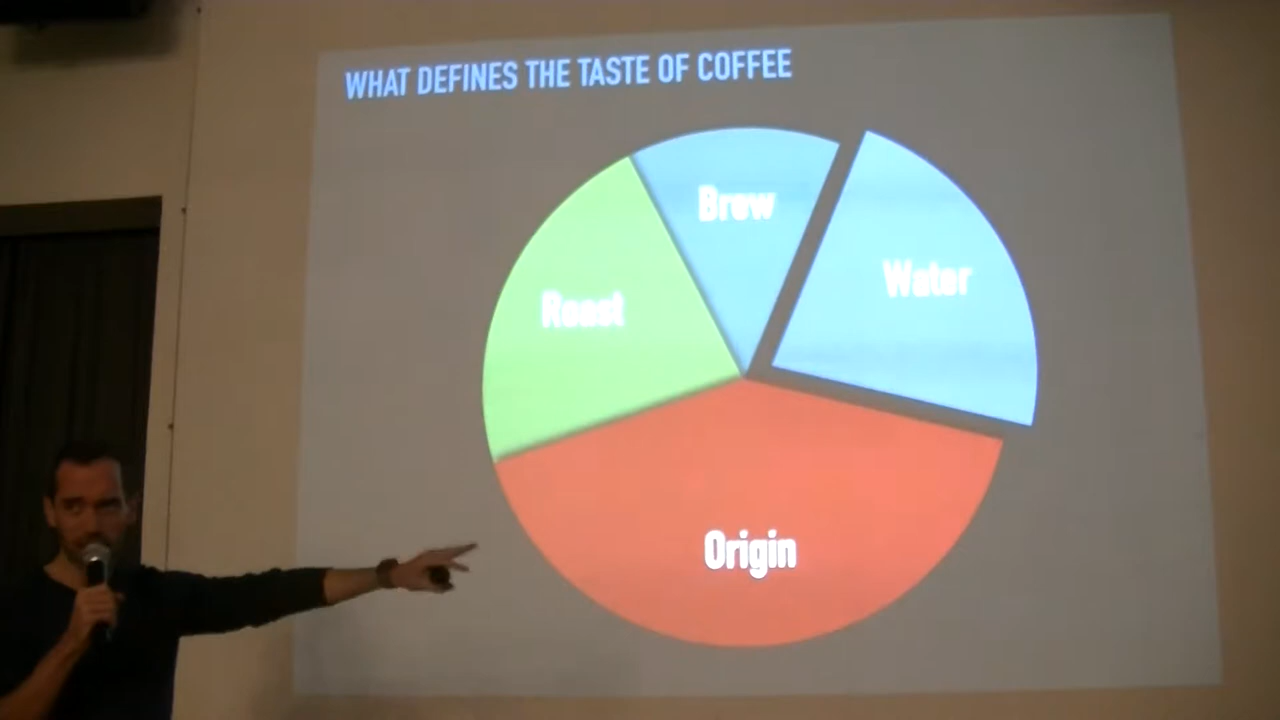 WHAT DEFINES THE TASTE OF COFFEE
Brew
Water
Roast
Origin